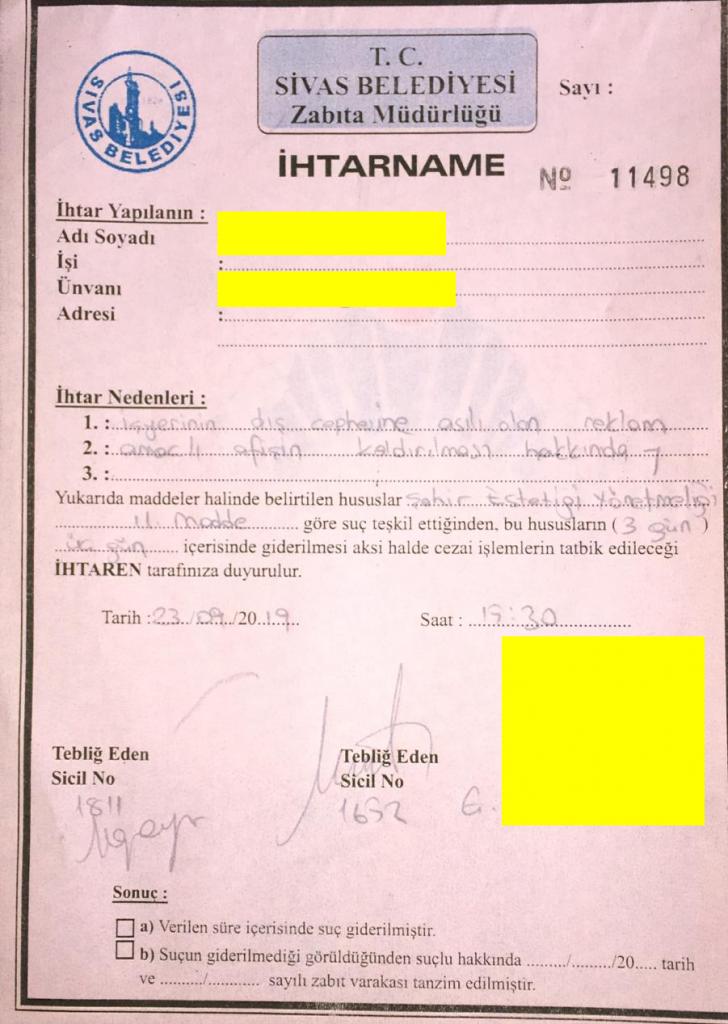 SİVAS BELEDİYESİ
T. C.
SİVAS BELEDİYESİ
Zabıta Müdürlüğü
Sayı :
İHTARNAME
No 11498
İhtar Yapılanın :
Adı Soyadı
İşi :
Ünvanı
Adresi :
İhtar Nedenleri :
1. : işyerinin dış cephesine asılı olan reklam
2. : amaçlı afişin kaldırılması hakkında
3. :
Yukarıda maddeler halinde belirtilen hususlar Şehir Estetiği Yönetmeliği
11. Madde göre suç teşkil ettiğinden, bu hususların ( 3 gün )
gün içerisinde giderilmesi aksi halde cezai işlemlerin tatbik edileceği
İHTAREN tarafınıza duyurulur.
Tarih : 23/09/2019 Saat : :30
Tebliğ Eden Tebliğ Eden
Sicil No Sicil No
1811 1652
E.
Sonuç :
a) Verilen süre içerisinde suç giderilmiştir.
b) Suçun giderilmediği görüldüğünden suçlu hakkında ......../......../20..... tarih
ve ........../............ sayılı zabıt varakası tanzim edilmiştir.